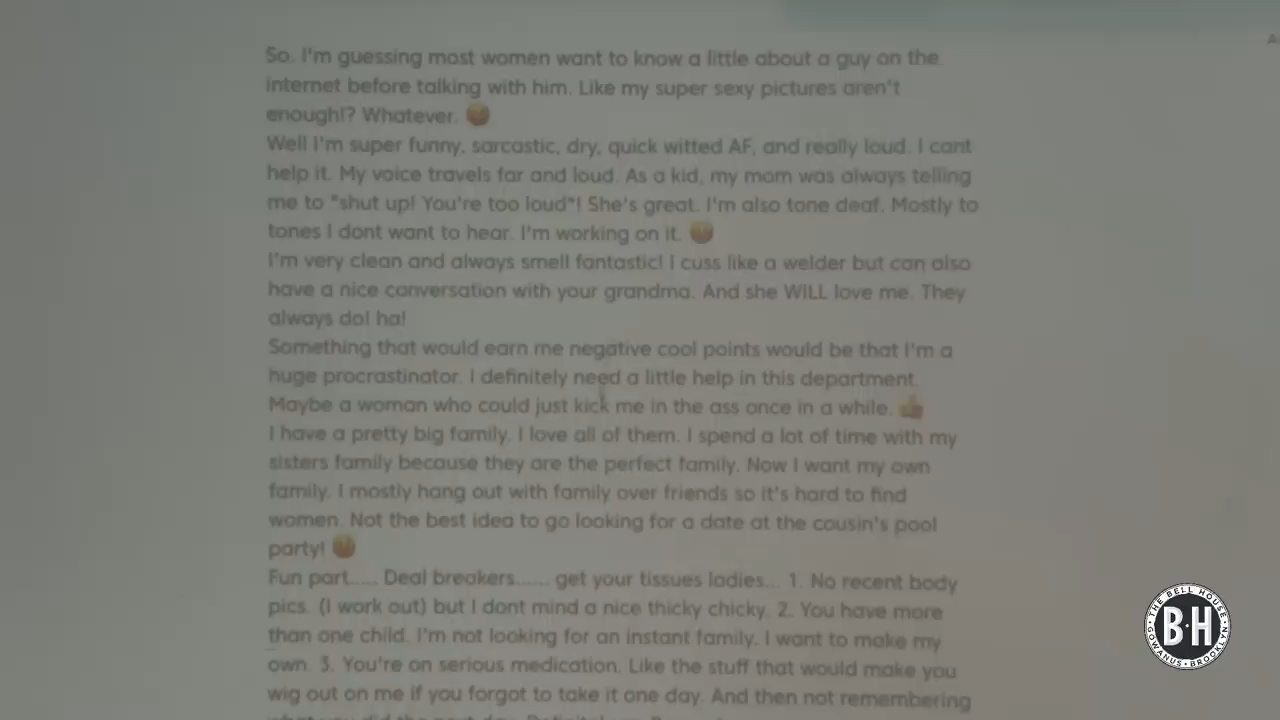 So. I'm guessing most women want to know a little about a guy on the
internet before talking with him. Like my super sexy pictures aren't
enough!? Whatever.
Well I'm super funny, sarcastic, dry, quick witted AF, and really loud. I cant
help it. My voice travels far and loud. As a kid, my mom was always telling
me to "shut up! You're too loud"! She's great. I'm also tone deaf. Mostly to
tones I dont want to hear. I'm working on it.
I'm very clean and always smell fantastic! I cuss like a welder but can also
have a nice conversation with your grandma. And she WILL love me. They
always do! ha!
Something that would earn me negative cool points would be that I'm a
huge procrastinator. I definitely need a little help in this department.
Maybe a woman who could just kick me in the ass once in a while.
I have a pretty big family. I love all of them. I spend a lot of time with my
sisters family because they are the perfect family. Now I want my own
family. I mostly hang out with family over friends so it's hard to find
women. Not the best idea to go looking for a date at the cousin's pool
party!
Fun part..... Deal breakers...... get your tissues ladies... 1. No recent body
pics. (I work out) but I dont mind a nice thicky chicky. 2. You have more
than one child. I'm not looking for an instant family. I want to make my
own. 3. You're on serious medication. Like the stuff that would make you
wig out on me if you forgot to take it one day. And then not remembering
THE BELL HOUSE
B·H
GOWANUS · BROOKLYN